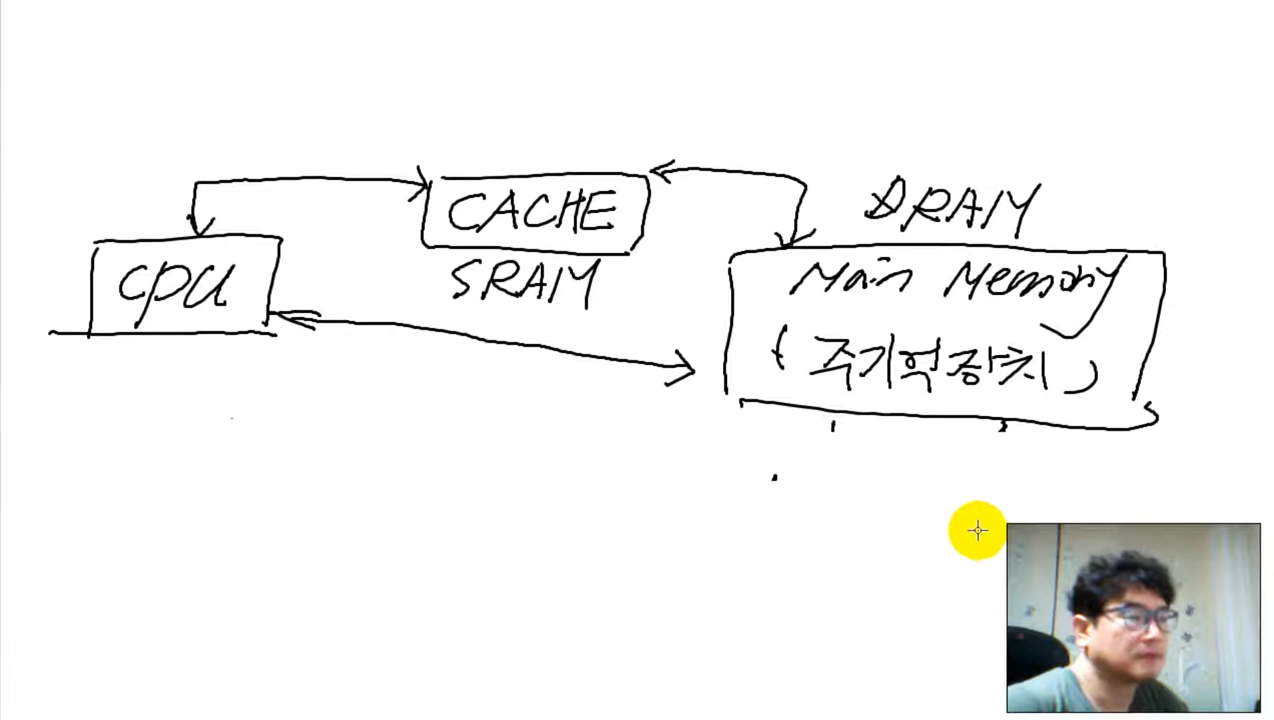 CACHE
DRAM
CPU
SRAM
Main Memory
(주기억장치)